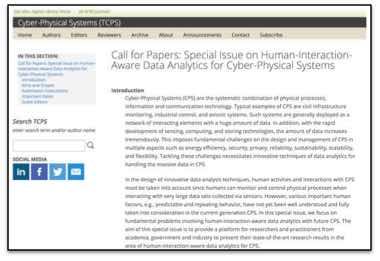 Cyber-Physical Systems (TCPS)
Home Authors Editors Reviewers Archive About Announcements Contact Subscribe
IN THIS SECTION:
Call for Papers: Special Issue on Human-Interaction-Aware Data Analytics for Cyber-Physical Systems
Introduction
Aims and Scope
Submission Instructions
Important Dates
Guest Editors
Search TCPS
enter search term and/or author name
SOCIAL MEDIA
Call for Papers: Special Issue on Human-Interaction-
Aware Data Analytics for Cyber-Physical Systems
Introduction
Cyber-Physical Systems (CPS) are the systematic combination of physical processes,
information and communication technology. Typical examples of CPS are civil infrastructure
monitoring, industrial control, and avionic systems. Such systems are generally deployed as a
network of interacting elements with a huge amount of data. In addition, with the rapid
development of sensing, computing, and storing technologies, the amount of data increases
tremendously. This imposes fundamental challenges on the design and management of CPS in
multiple aspects such as energy efficiency, security, privacy, reliability, sustainability, scalability,
and flexibility. Tackling these challenges necessitates innovative techniques of data analytics for
handling the massive data in CPS.
In the design of innovative data analysis techniques, human activities and interactions with CPS
must be taken into account since humans can monitor and control physical processes when
interacting with very large data sets collected via sensors. However, various important human
factors, e.g., predictable and repeating behavior, have not yet been well understood and fully
taken into consideration in the current generation CPS. In this special issue, we focus on
fundamental problems involving human-interaction-aware data analytics with future CPS. The
aim of this special issue is to provide a platform for researchers and practitioners from
academia, government and industry to present their state-of-the-art research results in the
area of human-interaction-aware data analytics for CPS.